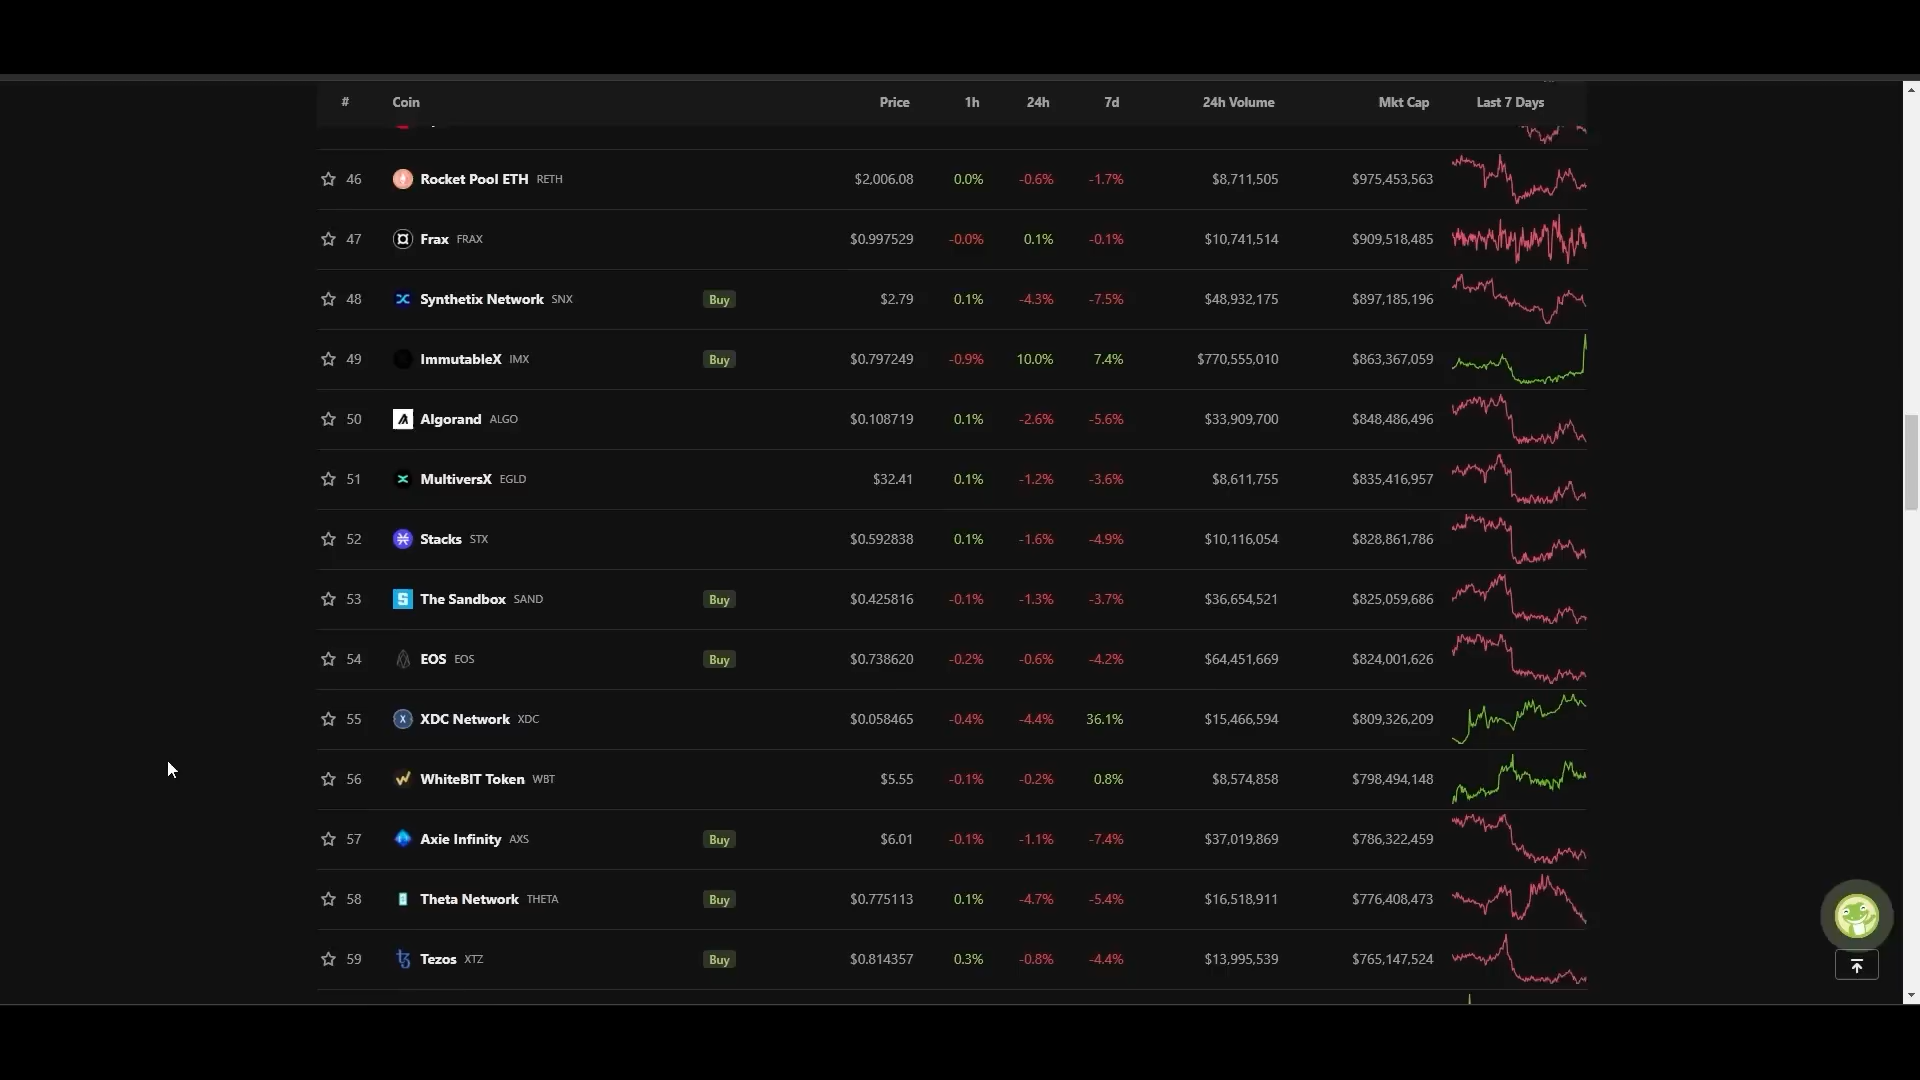 # Coin Price 1h 24h 7d 24h Volume Mkt Cap Last 7 Days
46 Rocket Pool ETH RETH $2,006.08 0.0% -0.6% -1.7% $8,711,505 $975,453,563
47 Frax FRAX $0.997529 -0.0% 0.1% -0.1% $10,741,514 $909,518,485
48 Synthetix Network SNX Buy $2.79 0.1% -4.3% -7.5% $48,932,175 $897,185,196
49 ImmutableX IMX Buy $0.797249 -0.9% 10.0% 7.4% $770,555,010 $863,367,059
50 Algorand ALGO $0.108719 0.1% -2.6% -5.6% $33,909,700 $848,486,496
51 MultiversX EGLD $32.41 0.1% -1.2% -3.6% $8,611,755 $835,416,957
52 Stacks STX $0.592838 0.1% -1.6% -4.9% $10,116,054 $828,861,786
53 The Sandbox SAND Buy $0.425816 -0.1% -1.3% -3.7% $36,654,521 $825,059,686
54 EOS EOS Buy $0.738620 -0.2% -0.6% -4.2% $64,451,669 $824,001,626
55 XDC Network XDC $0.058465 -0.4% -4.4% 36.1% $15,466,594 $809,326,209
56 WhiteBIT Token WBT $5.55 -0.1% -0.2% 0.8% $8,574,858 $798,494,148
57 Axie Infinity AXS Buy $6.01 -0.1% -1.1% -7.4% $37,019,869 $786,322,459
58 Theta Network THETA Buy $0.775113 0.1% -4.7% -5.4% $16,518,911 $776,408,473
59 Tezos XTZ Buy $0.814357 0.3% -0.8% -4.4% $13,995,539 $765,147,524